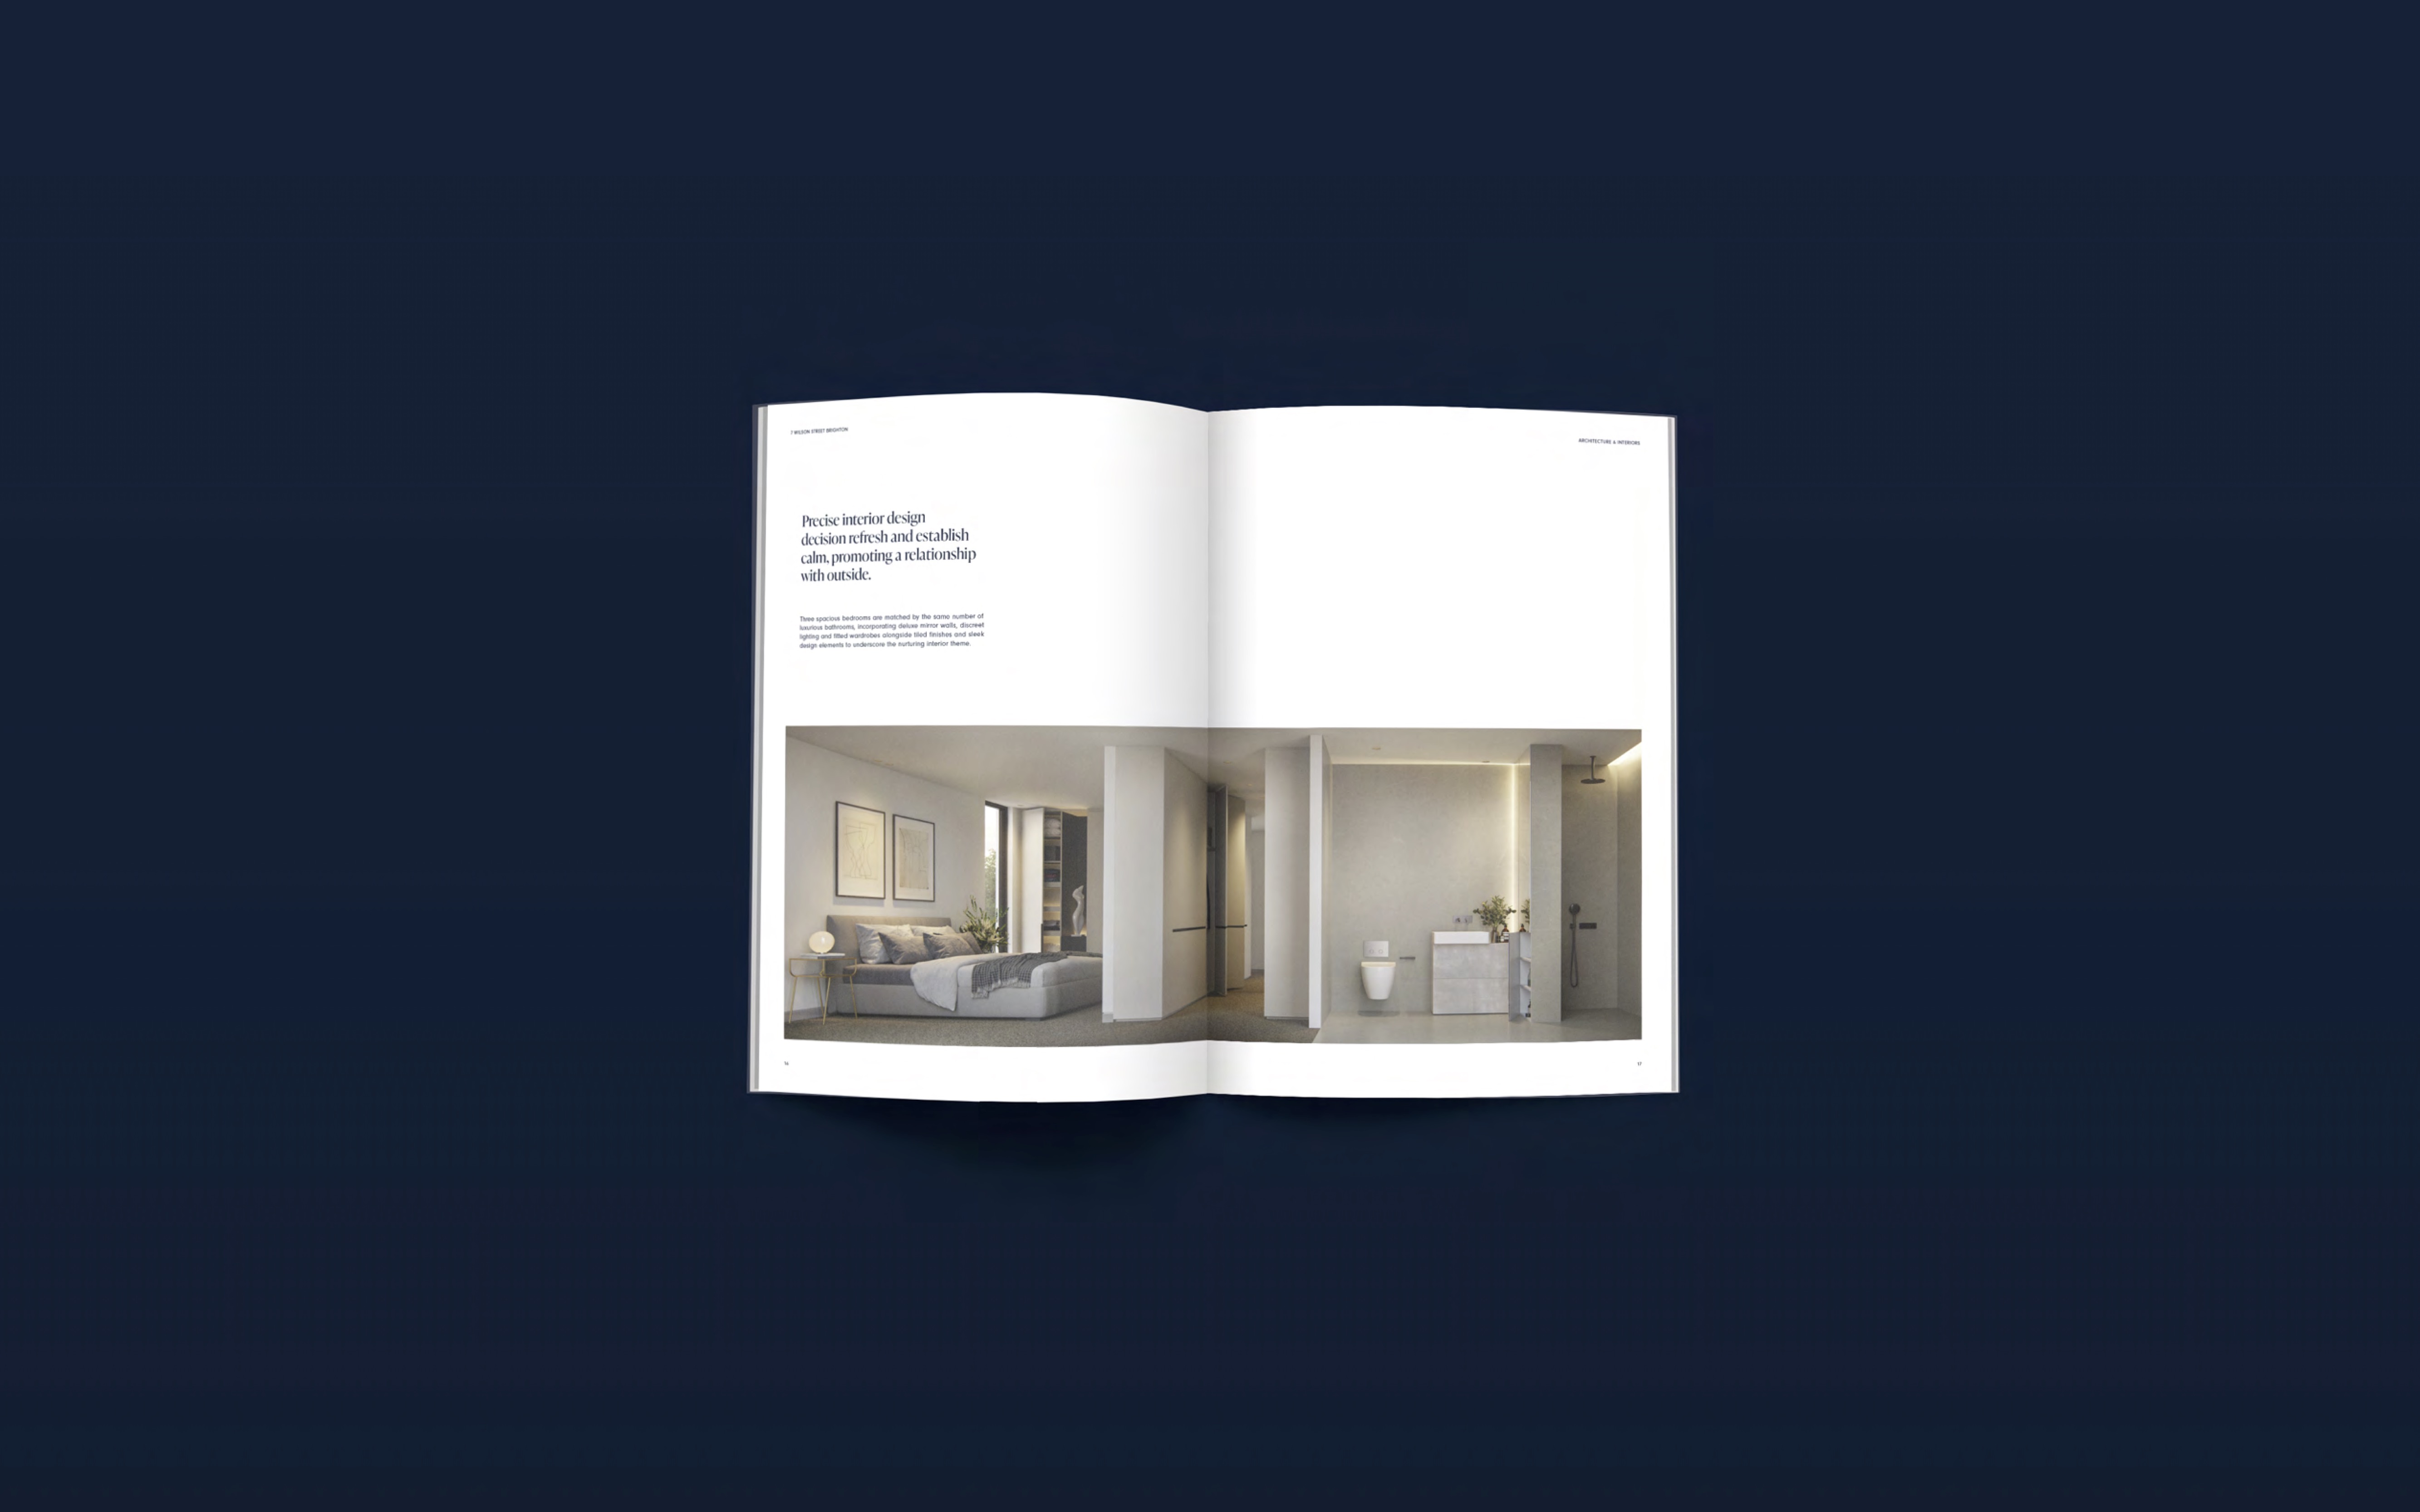 7 WILSON STREET BRIGHTON
ARCHITECTURE & INTERIORS
Precise interior design
decision refresh and establish
calm, promoting a relationship
with outside.
Three spacious bedrooms are matched by the same number of
luxurious bathrooms, incorporating deluxe mirror walls, discreet
lighting and fitted wardrobes alongside tiled finishes and sleek
design elements to underscore the nurturing interior theme.